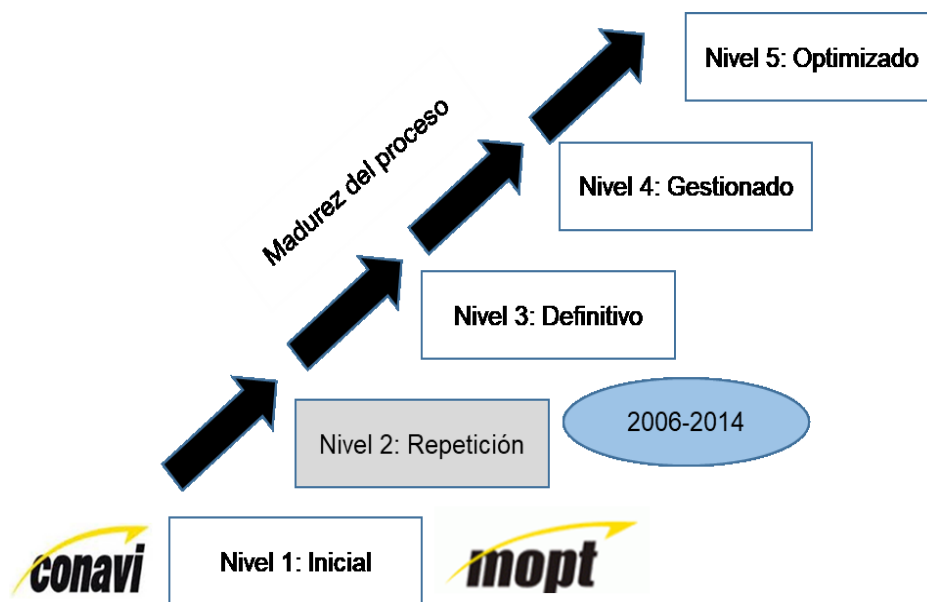 Nivel 5: Optimizado
Madurez del proceso
Nivel 4: Gestionado
Nivel 3: Definitivo
2006-2014
Nivel 2: Repetición
conavi
Nivel 1: Inicial
mopt